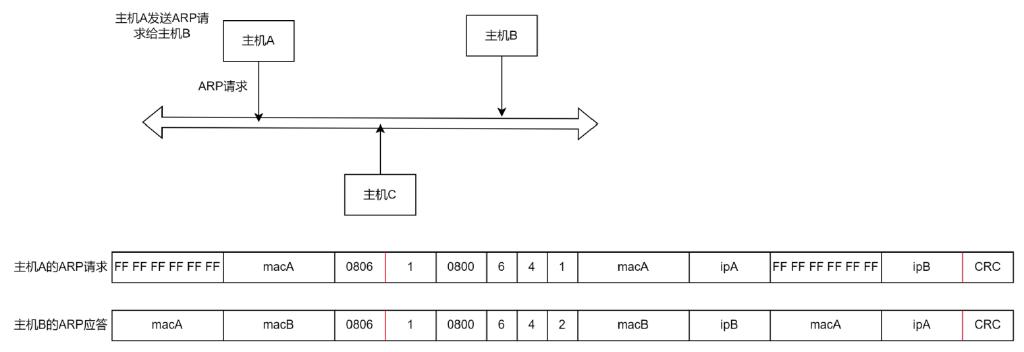 主机A发送ARP请
求给主机B
主机A
主机B
ARP请求
主机C
主机A的ARP请求 FF FF FF FF FF FF macA 0806 1 0800 6 4 1 macA ipA FF FF FF FF FF FF ipB CRC
主机B的ARP应答 macA macB 0806 1 0800 6 4 2 macB ipB macA ipA CRC